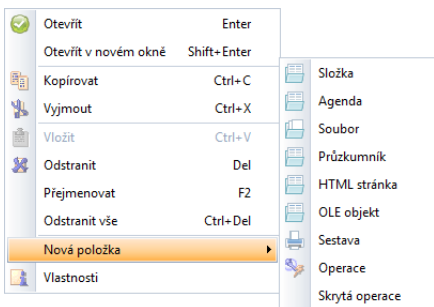 Otevřít Enter
Otevřít v novém okně Shift+Enter
Kopírovat Ctrl+C
Vyjmout Ctrl+X
Vložit Ctrl+V
Odstranit Del
Přejmenovat F2
Odstranit vše Ctrl+Del
Nová položka
Vlastnosti
Složka
Agenda
Soubor
Průzkumník
HTML stránka
OLE objekt
Sestava
Operace
Skrytá operace